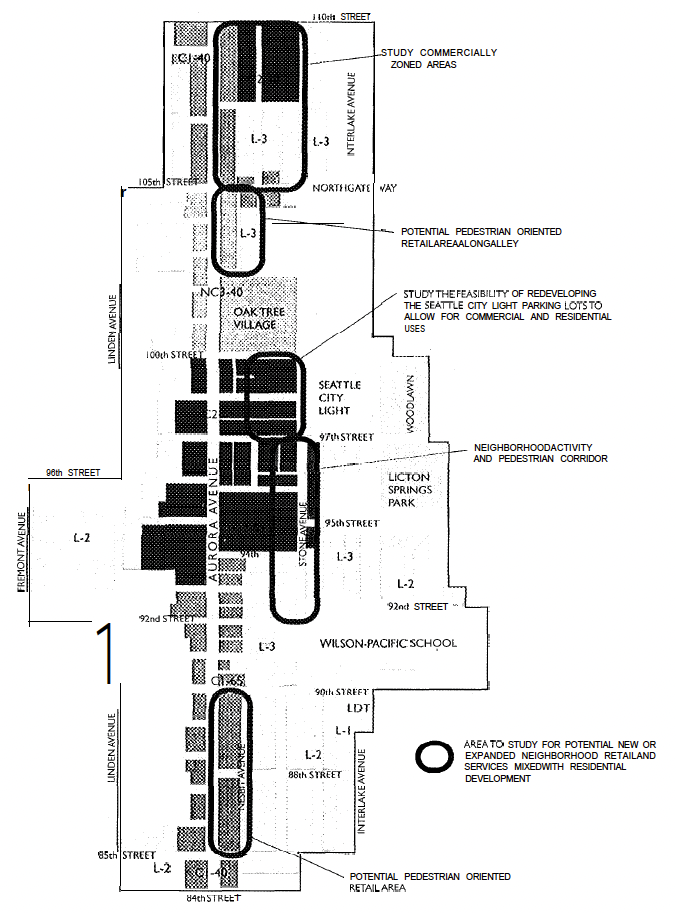 110th STREET
STUDY COMMERCIALLY
ZONED AREAS
C1-40
INTERLAKE AVENUE
L-3
L-3
105th STREET
NORTHGATE WAY
L-3
POTENTIAL PEDESTRIAN ORIENTED
RETAILAREAALONGALLEY
NC3-40
STUDY THE FEASIBILITY OF REDEVELOPING
THE SEATTLE CITY LIGHT PARKING LOTS TO
ALLOW FOR COMMERCIAL AND RESIDENTIAL
USES
OAK TREE
VILLAGE
LINDEN AVENUE
100th STREET
SEATTLE
CITY
LIGHT
WOODLAWN
C2
97th STREET
NEIGHBORHOODACTIVITY
AND PEDESTRIAN CORRIDOR
96th STREET
LICTON
SPRINGS
PARK
AURORA AVENUE
FREMONT AVENUE
STONE AVENUE
95th STREET
L-2
94th
L-3
L-2
92nd STREET
92nd STREET
1
L-3
WILSON-PACIFIC SCHOOL
C1-65
90th STREET
LDT
L-1
LINDEN AVENUE
NESBIT AVENUE
L-2
INTERLAKE AVENUE
88th STREET
AREA TO STUDY FOR POTENTIAL NEW OR
EXPANDED NEIGHBORHOOD RETAILAND
SERVICES MIXEDWITH RESIDENTIAL
DEVELOPMENT
85th STREET
L-2
C1-40
POTENTIAL PEDESTRIAN ORIENTED
RETAIL AREA
84th STREET